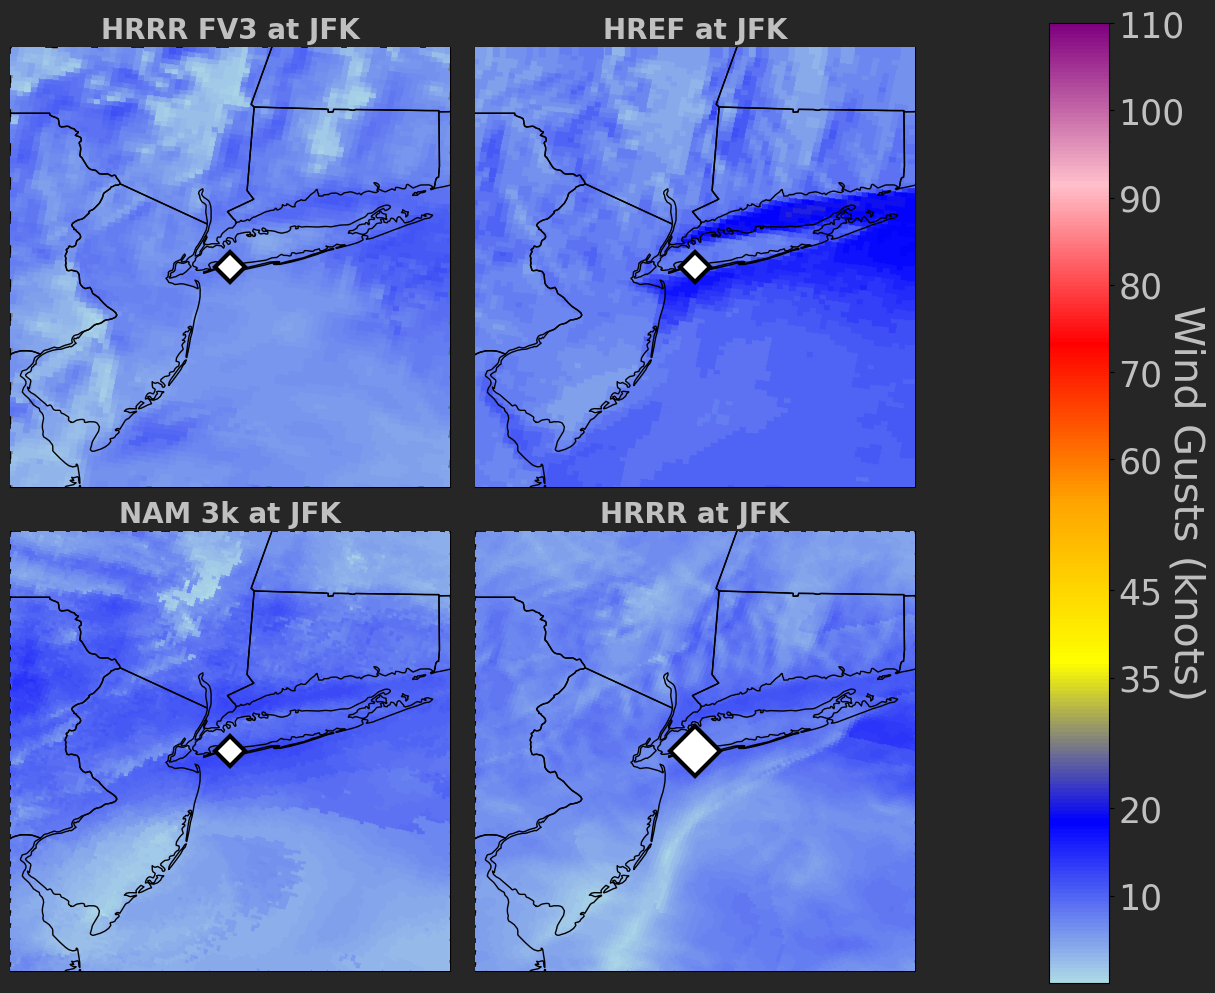 HRRR FV3 at JFK
HREF at JFK
NAM 3k at JFK
HRRR at JFK
110
100
90
80
70
60
45
35
20
10
Wind Gusts (knots)